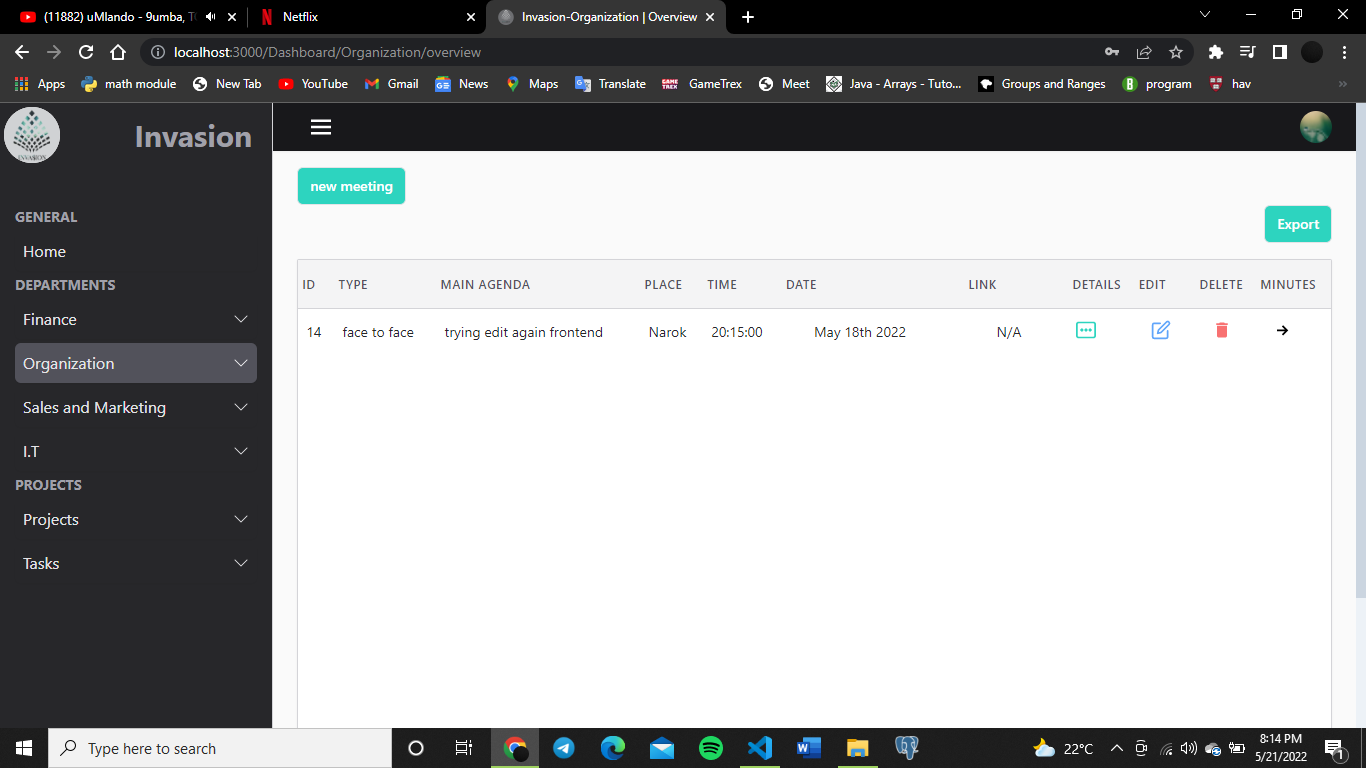 (11882) uMlando - 9umba, T
Netflix
Invasion-Organization | Overview
localhost:3000/Dashboard/Organization/overview
Apps
math module
New Tab
YouTube
Gmail
News
Maps
Translate
GameTrex
Meet
Java - Arrays - Tuto...
Groups and Ranges
program
hav
INVASION
Invasion
GENERAL
Home
DEPARTMENTS
Finance
Organization
Sales and Marketing
I.T
PROJECTS
Projects
Tasks
new meeting
Export
ID TYPE MAIN AGENDA PLACE TIME DATE LINK DETAILS EDIT DELETE MINUTES
14 face to face trying edit again frontend Narok 20:15:00 May 18th 2022 N/A
Type here to search
22°C
8:14 PM
5/21/2022
1